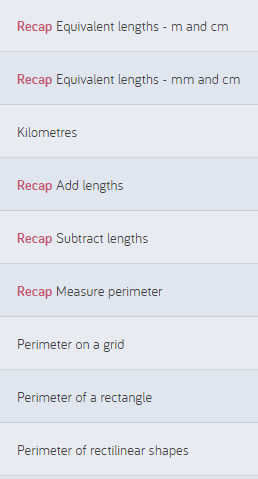 Recap Equivalent lengths - m and cm
Recap Equivalent lengths - mm and cm
Kilometres
Recap Add lengths
Recap Subtract lengths
Recap Measure perimeter
Perimeter on a grid
Perimeter of a rectangle
Perimeter of rectilinear shapes